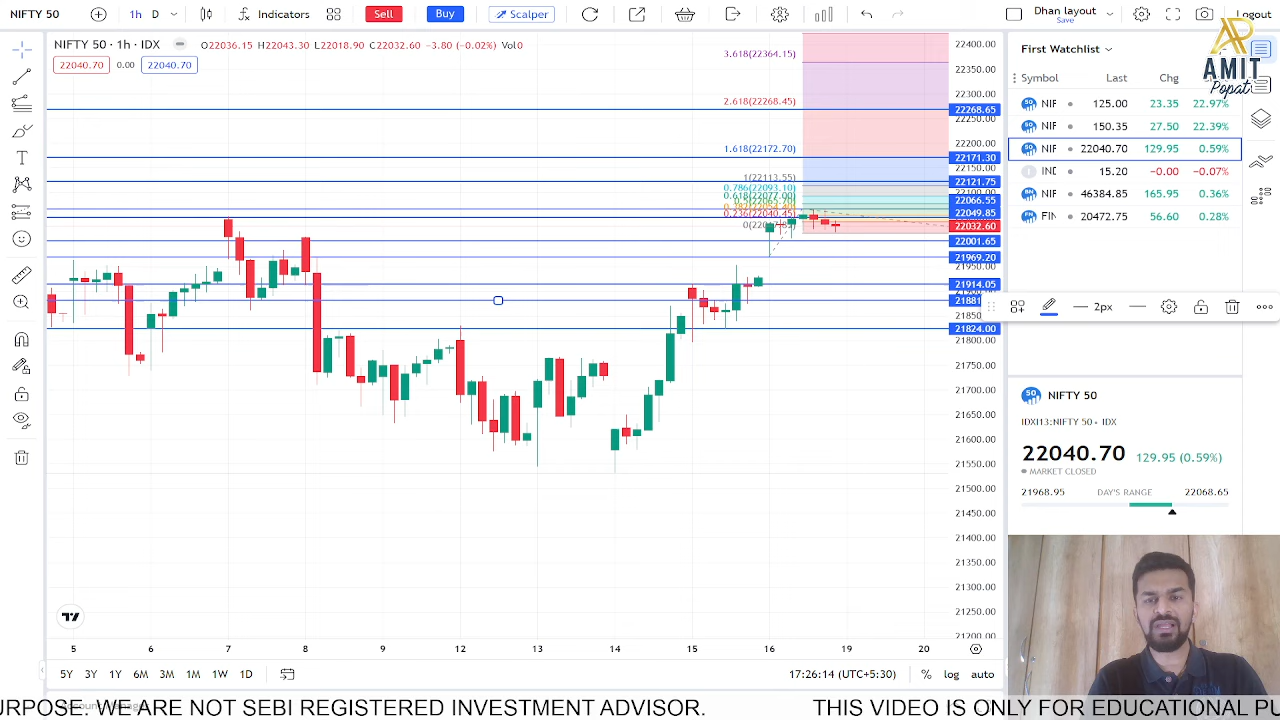 NIFTY 50 1h D Indicators Sell Buy Scalper Dhan layout Save Logout
NIFTY 50 · 1h · IDX O22036.15 H22043.30 L22018.90 C22032.60 −3.80 (−0.02%) Vol0
22040.70 0.00 22040.70
3.618(22364.15)
2.618(22268.45)
1.618(22172.70)
1(22113.55)
0.786(22093.10)
0.618(22077.00)
0.236(22040.45)
22400.00
22350.00
22300.00
22268.65
22250.00
22200.00
22171.30
22121.75
22066.55
22049.85
22032.60
22001.65
21969.20
21950.00
21914.05
21881
21824.00
21800.00
21750.00
21700.00
21650.00
21600.00
21550.00
21500.00
21450.00
21400.00
21350.00
21300.00
21250.00
21200.00
5 6 7 8 9 12 13 14 15 16 19 20
5Y 3Y 1Y 6M 3M 1M 1W 1D 17:26:14 (UTC+5:30) % log auto
First Watchlist
AP
AMIT
Popat
Symbol Last Chg
NIF 125.00 23.35 22.97%
NIF 150.35 27.50 22.39%
NIF 22040.70 129.95 0.59%
INE 15.20 −0.00 −0.07%
NIF 46384.85 165.95 0.36%
FIN 20472.75 56.60 0.28%
2px
50 NIFTY 50
IDXI13:NIFTY 50 · IDX
22040.70 129.95 (0.59%)
MARKET CLOSED
21968.95 DAY'S RANGE 22068.65
URPOSE. WE ARE NOT SEBI REGISTERED INVESTMENT ADVISOR. THIS VIDEO IS ONLY FOR EDUCATIONAL PU